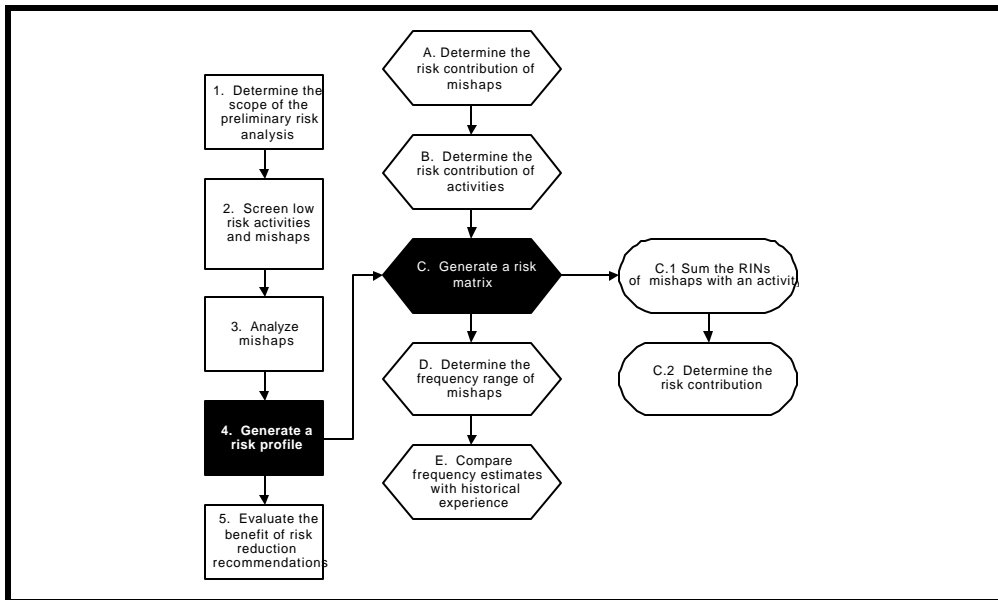 1. Determine the
scope of the
preliminary risk
analysis
2. Screen low
risk activities
and mishaps
3. Analyze
mishaps
4. Generate a
risk profile
5. Evaluate the
benefit of risk
reduction
recommendations
A. Determine the
risk contribution of
mishaps
B. Determine the
risk contribution of
activities
C. Generate a risk
matrix
D. Determine the
frequency range of
mishaps
E. Compare
frequency estimates
with historical
experience
C.1 Sum the RINs
of mishaps with an activit
C.2 Determine the
risk contribution